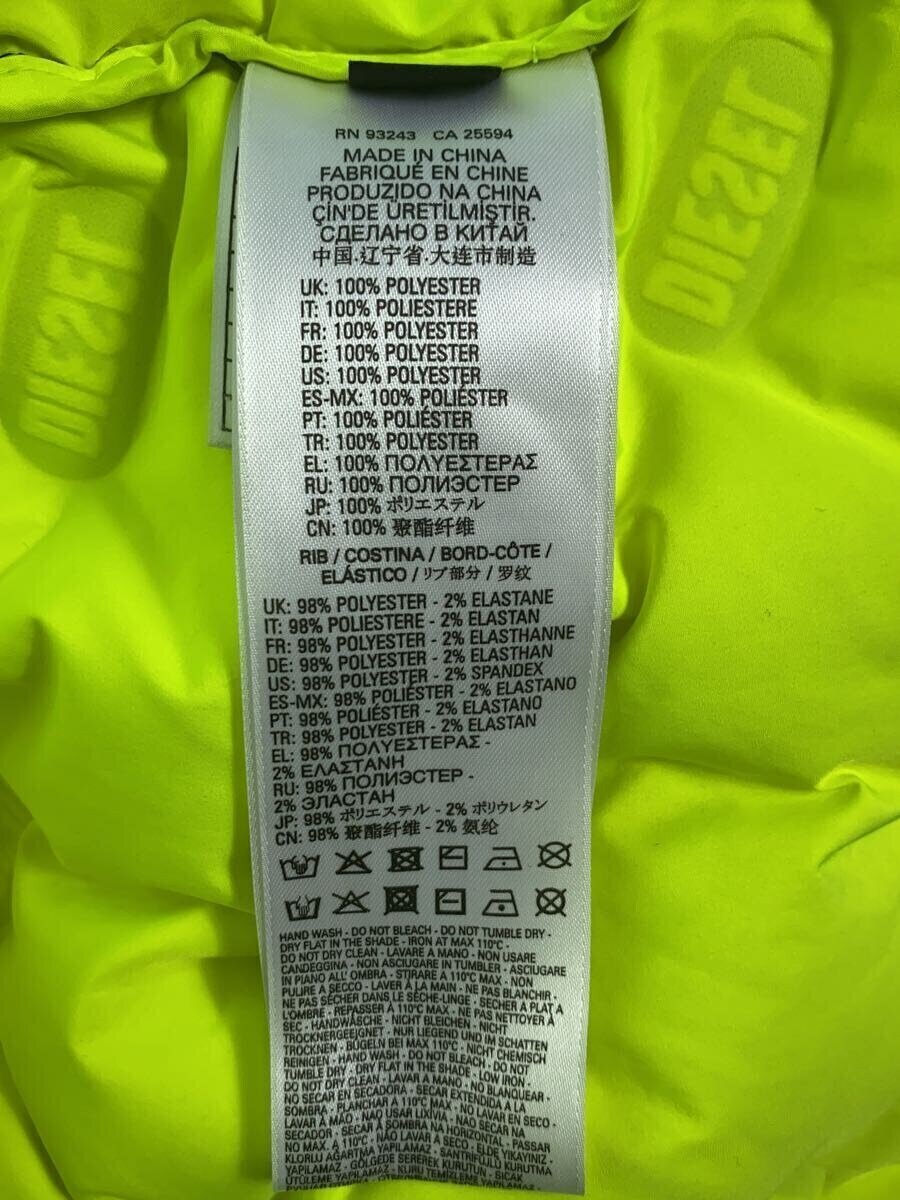 DIESEL
DIESEL
RN 93243 CA 25594
MADE IN CHINA
FABRIQUÉ EN CHINE
PRODUZIDO NA CHINA
ÇİN'DE ÜRETİLMİŞTİR.
СДЕЛАНО В КИТАЙ
中国.辽宁省.大连市制造
UK: 100% POLYESTER
IT: 100% POLIESTERE
FR: 100% POLYESTER
DE: 100% POLYESTER
US: 100% POLYESTER
ES-MX: 100% POLIÉSTER
PT: 100% POLIÉSTER
TR: 100% POLYESTER
EL: 100% ΠΟΛΥΕΣΤΕΡΑΣ
RU: 100% ПОЛИЭСТЕР
JP: 100% ポリエステル
CN: 100% 聚酯纤维
RIB / COSTINA / BORD-CÔTE /
ELÁSTICO / リブ部分 / 罗纹
UK: 98% POLYESTER - 2% ELASTANE
IT: 98% POLIESTERE - 2% ELASTAN
FR: 98% POLYESTER - 2% ELASTHANNE
DE: 98% POLYESTER - 2% ELASTHAN
US: 98% POLYESTER - 2% SPANDEX
ES-MX: 98% POLIÉSTER - 2% ELASTANO
PT: 98% POLIÉSTER - 2% ELASTANO
TR: 98% POLYESTER - 2% ELASTAN
EL: 98% ΠΟΛΥΕΣΤΕΡΑΣ -
2% ΕΛΑΣΤΑΝΗ
RU: 98% ПОЛИЭСТЕР -
2% ЭЛАСТАН
JP: 98% ポリエステル - 2% ポリウレタン
CN: 98% 聚酯纤维 - 2% 氨纶
HAND WASH - DO NOT BLEACH - DO NOT TUMBLE DRY -
DRY FLAT IN THE SHADE - IRON AT MAX 110°C -
DO NOT DRY CLEAN - LAVARE A MANO - NON USARE
CANDEGGINA - NON ASCIUGARE IN TUMBLER - ASCIUGARE
IN PIANO ALL' OMBRA - STIRARE A 110°C MAX - NON
PULIRE A SECCO - LAVER À LA MAIN - NE PAS BLANCHIR -
NE PAS SÉCHER DANS LE SÈCHE-LINGE - SECHER A PLAT A
L'OMBRE - REPASSER À 110°C MAX - NE PAS NETTOYER À
SEC - HANDWÄSCHE - NICHT BLEICHEN - NICHT
TROCKNERGEEIGNET - NUR LIEGEND UND IM SCHATTEN
TROCKNEN - BÜGELN BEI MAX 110°C - NICHT CHEMISCH
REINIGEN - HAND WASH - DO NOT BLEACH - DO NOT
TUMBLE DRY - DRY FLAT IN THE SHADE - LOW IRON -
DO NOT DRY CLEAN - LAVAR A MANO - NO BLANQUEAR -
NO SECAR EN SECADORA - SECAR EXTENDIDA A LA
SOMBRA - PLANCHAR A 110°C MAX - NO LAVAR EN SECO -
LAVAR À MÃO - NÃO USAR LIXÍVIA - NÃO SECAR NA
SECADOR - SECAR À SOMBRA NA HORIZONTAL - PASSAR
NO MAX. A 110°C - NÃO LAVAR A SECO - ELDE YIKAYINIZ -
KLORLU AĞARTMA YAPILAMAZ - SANTRİFÜJLÜ KURUTMA
YAPILAMAZ - GÖLGEDE SEREREK KURUTUN - SICAK
ÜTÜLEME YAPILAMAZ - KURU TEMİZLEME YAPILAMAZ -